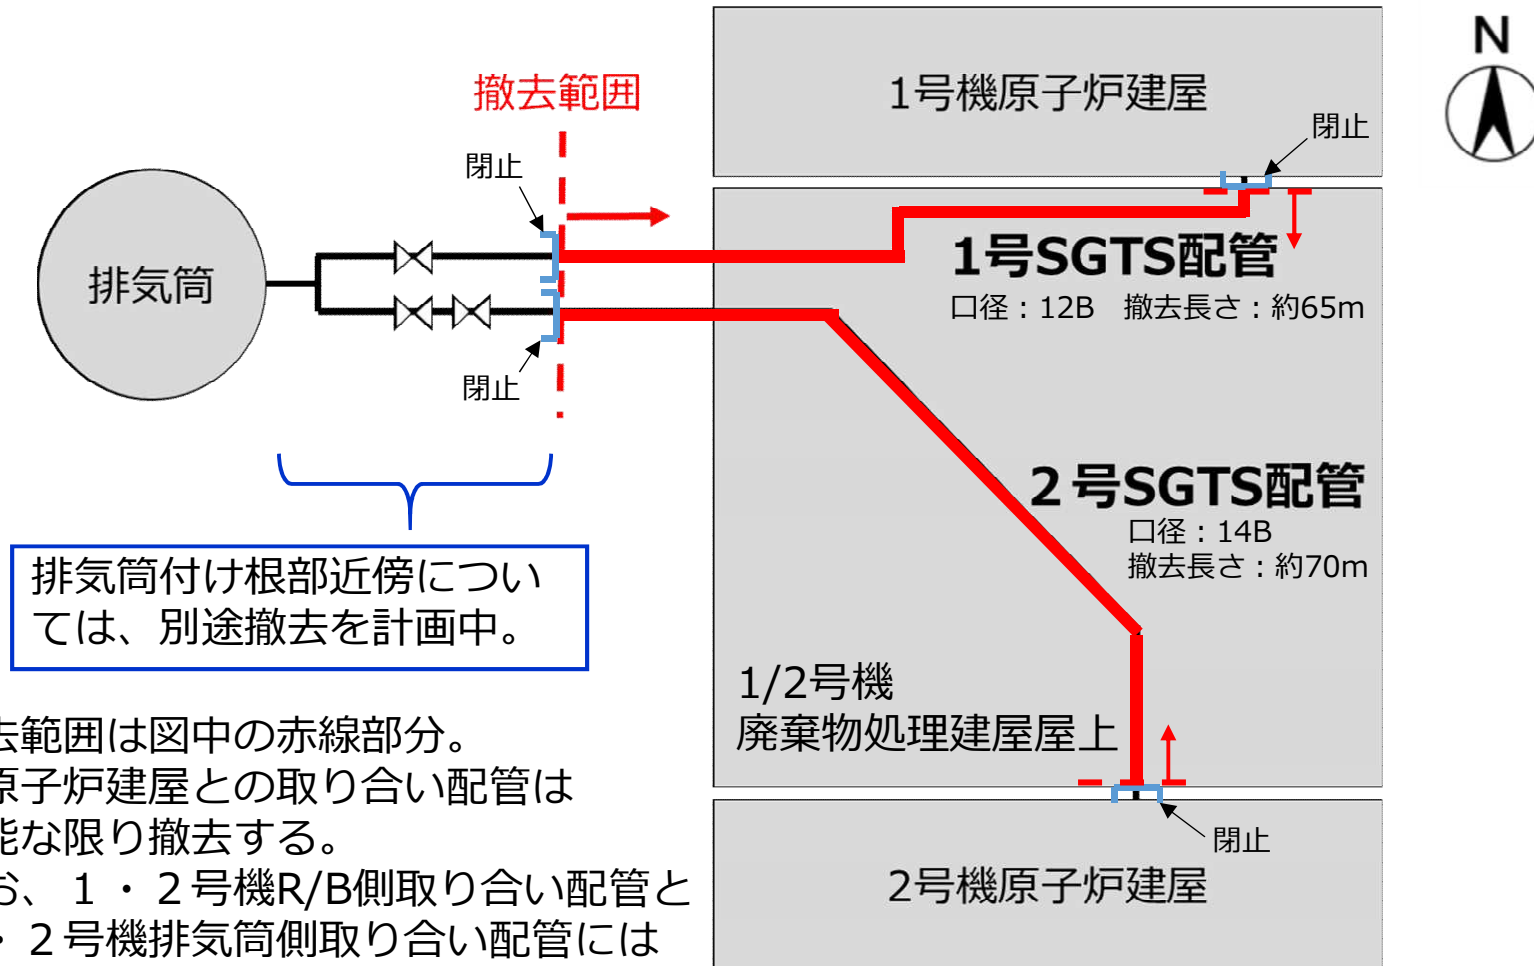 N
撤去範囲
1号機原子炉建屋
閉止
閉止
排気筒
1号SGTS配管
口径：12B　撤去長さ：約65m
閉止
２号SGTS配管
口径：14B
撤去長さ：約70m
排気筒付け根部近傍につい
ては、別途撤去を計画中。
1/2号機
廃棄物処理建屋屋上
去範囲は図中の赤線部分。
原子炉建屋との取り合い配管は
能な限り撤去する。
閉止
お、１・２号機R/B側取り合い配管と
2号機原子炉建屋
・２号機排気筒側取り合い配管には